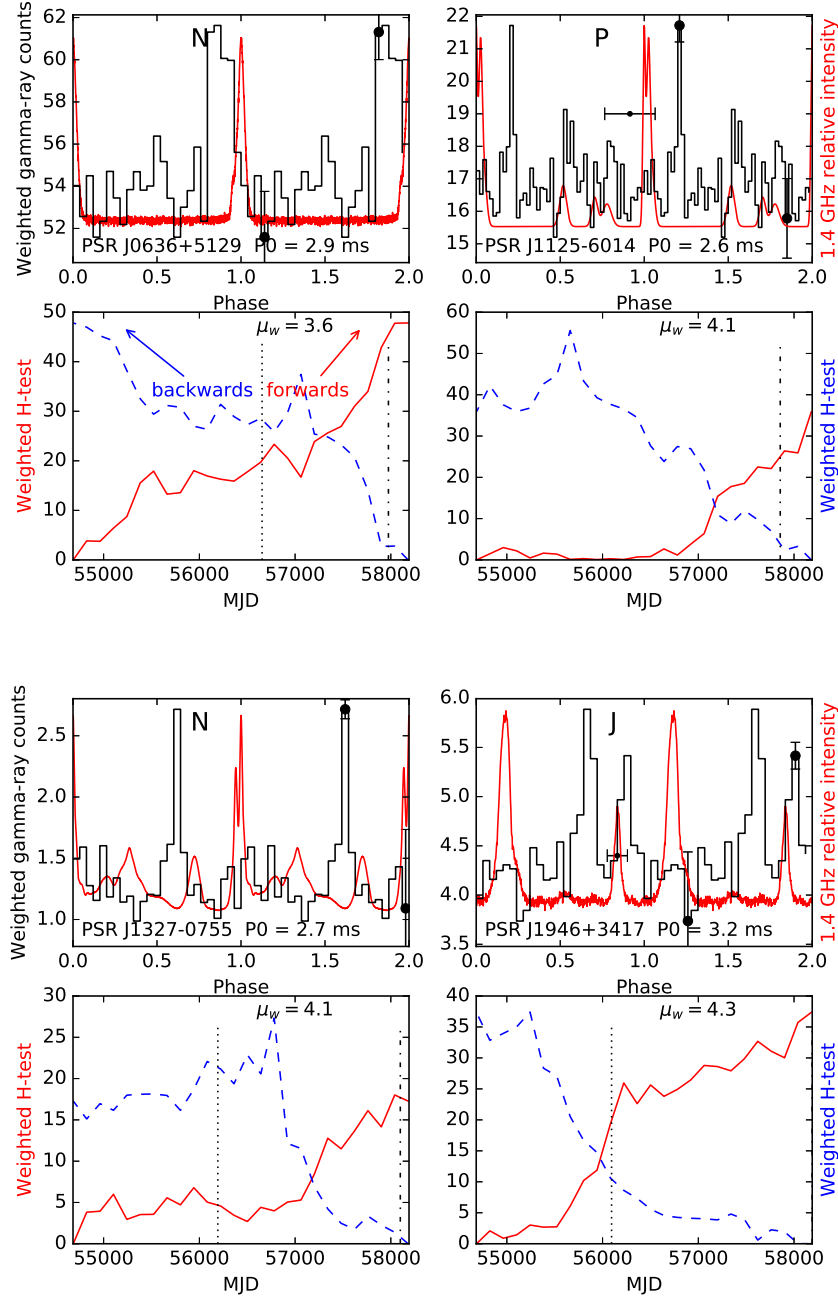 Weighted gamma-ray counts
62
60
58
56
54
52
N
PSR J0636+5129 P0 = 2.9 ms
0.0 0.5 1.0 1.5 2.0
Phase
22
21
20
19
18
17
16
15
P
PSR J1125-6014 P0 = 2.6 ms
0.0 0.5 1.0 1.5 2.0
Phase
1.4 GHz relative intensity
Weighted H-test
50
40
30
20
10
0
μw = 3.6
backwards forwards
55000 56000 57000 58000
MJD
60
50
40
30
20
10
0
μw = 4.1
55000 56000 57000 58000
MJD
Weighted H-test
Weighted gamma-ray counts
2.5
2.0
1.5
1.0
N
PSR J1327-0755 P0 = 2.7 ms
0.0 0.5 1.0 1.5 2.0
Phase
6.0
5.5
5.0
4.5
4.0
3.5
J
PSR J1946+3417 P0 = 3.2 ms
0.0 0.5 1.0 1.5 2.0
Phase
1.4 GHz relative intensity
Weighted H-test
30
25
20
15
10
5
0
μw = 4.1
55000 56000 57000 58000
MJD
40
35
30
25
20
15
10
5
0
μw = 4.3
55000 56000 57000 58000
MJD
Weighted H-test